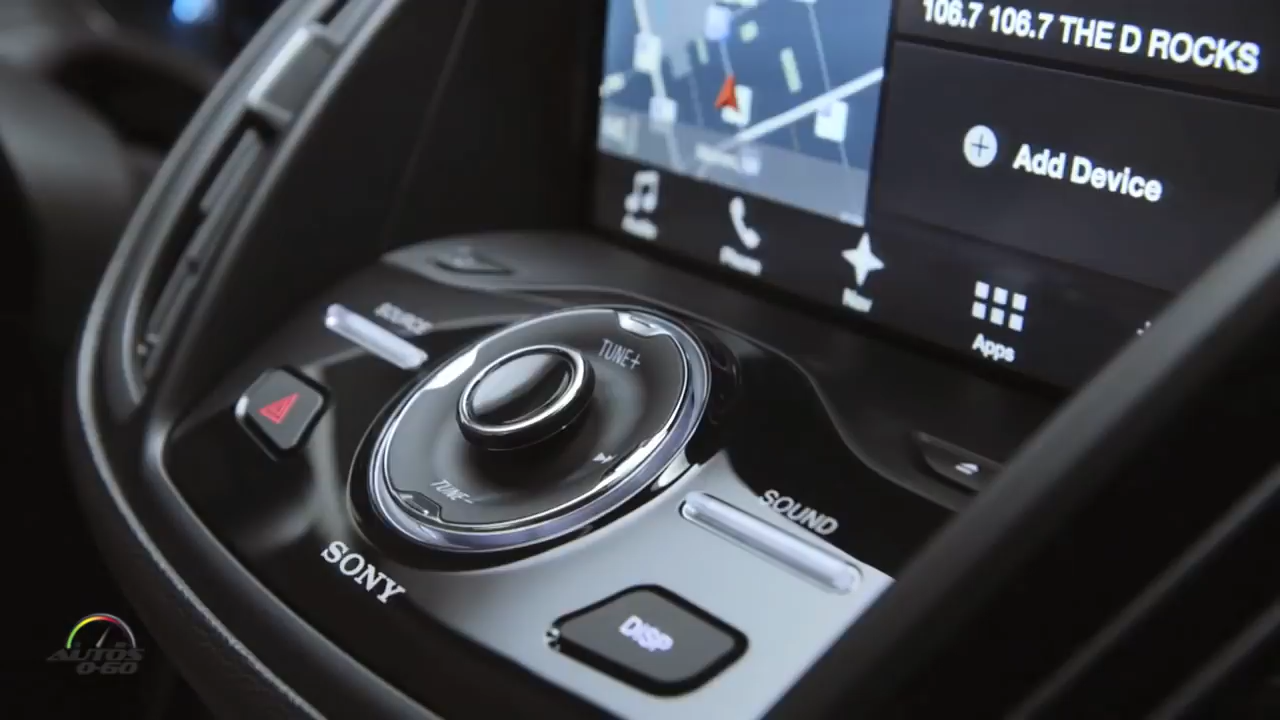 106.7 106.7 THE D ROCKS
Add Device
Apps
SOURCE
TUNE+
TUNE-
SOUND
SONY
DISP
AUTOS
0-60